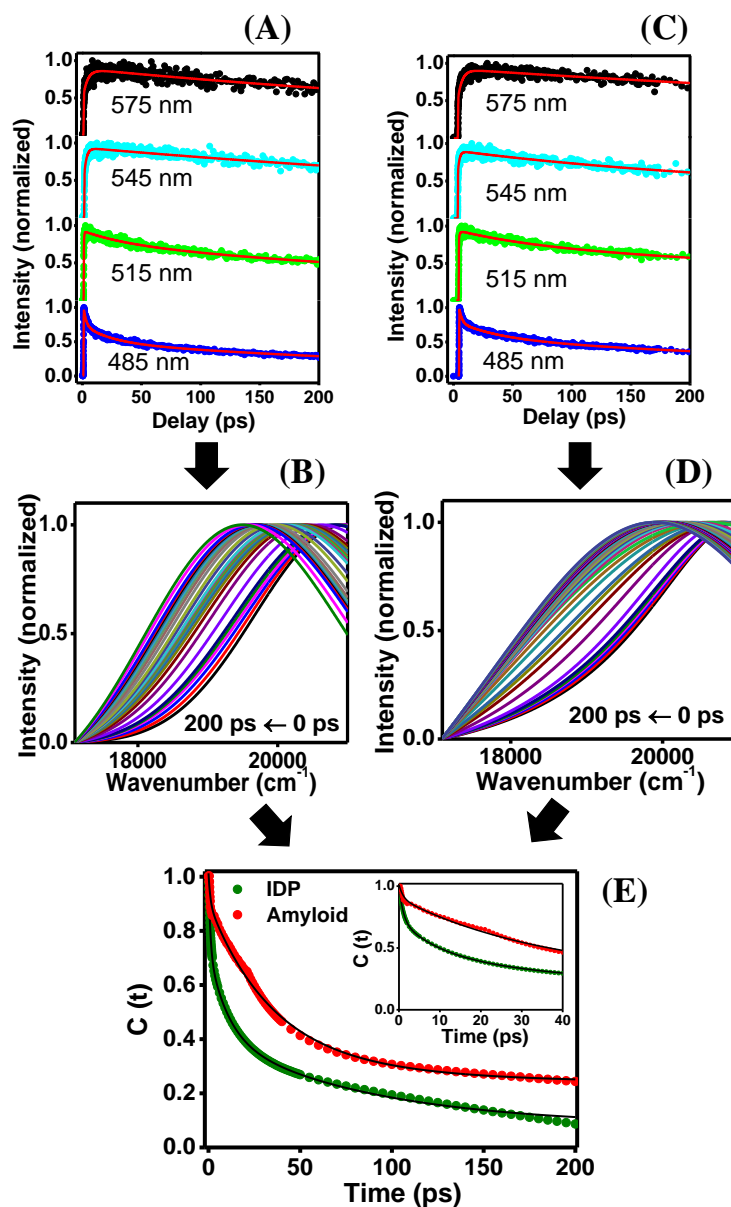 (A)
1.0
0.5
575 nm
1.0
0.5
545 nm
1.0
0.5
515 nm
1.0
0.5
0.0
485 nm
0 50 100 150 200
Delay (ps)
Intensity (normalized)
(C)
1.0
0.5
575 nm
1.0
0.5
545 nm
1.0
0.5
515 nm
1.0
0.5
0.0
485 nm
0 50 100 150 200
Delay (ps)
Intensity (normalized)
(B)
1.0
0.5
0.0
200 ps ← 0 ps
18000 20000
Wavenumber (cm-1)
Intensity (normalized)
(D)
1.0
0.5
0.0
200 ps ← 0 ps
18000 20000
Wavenumber (cm-1)
Intensity (normalized)
(E)
1.0
0.8
0.6
0.4
0.2
0.0
C (t)
IDP
Amyloid
1.0
0.5
0.0
C (t)
0 10 20 30 40
Time (ps)
0 50 100 150 200
Time (ps)